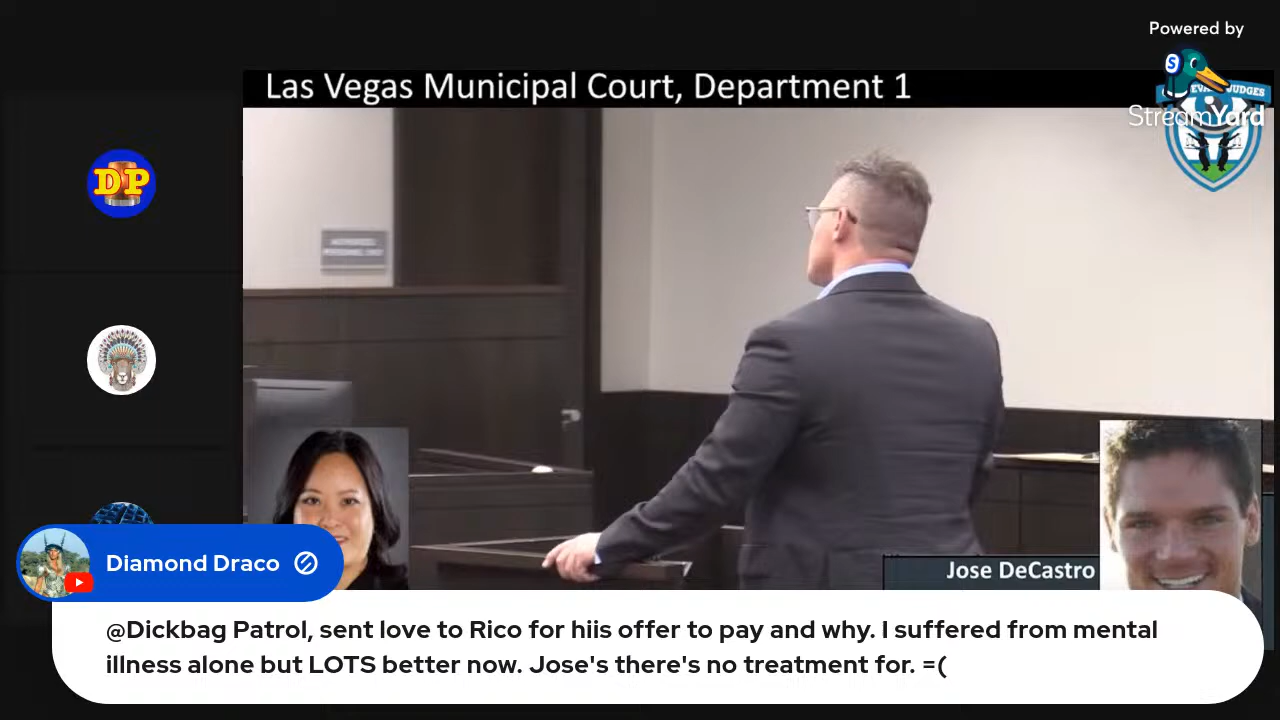 Powered by
Las Vegas Municipal Court, Department 1
S
StreamYard
DP
Jose DeCastro
Diamond Draco
@Dickbag Patrol, sent love to Rico for hiis offer to pay and why. I suffered from mental
illness alone but LOTS better now. Jose's there's no treatment for. =(